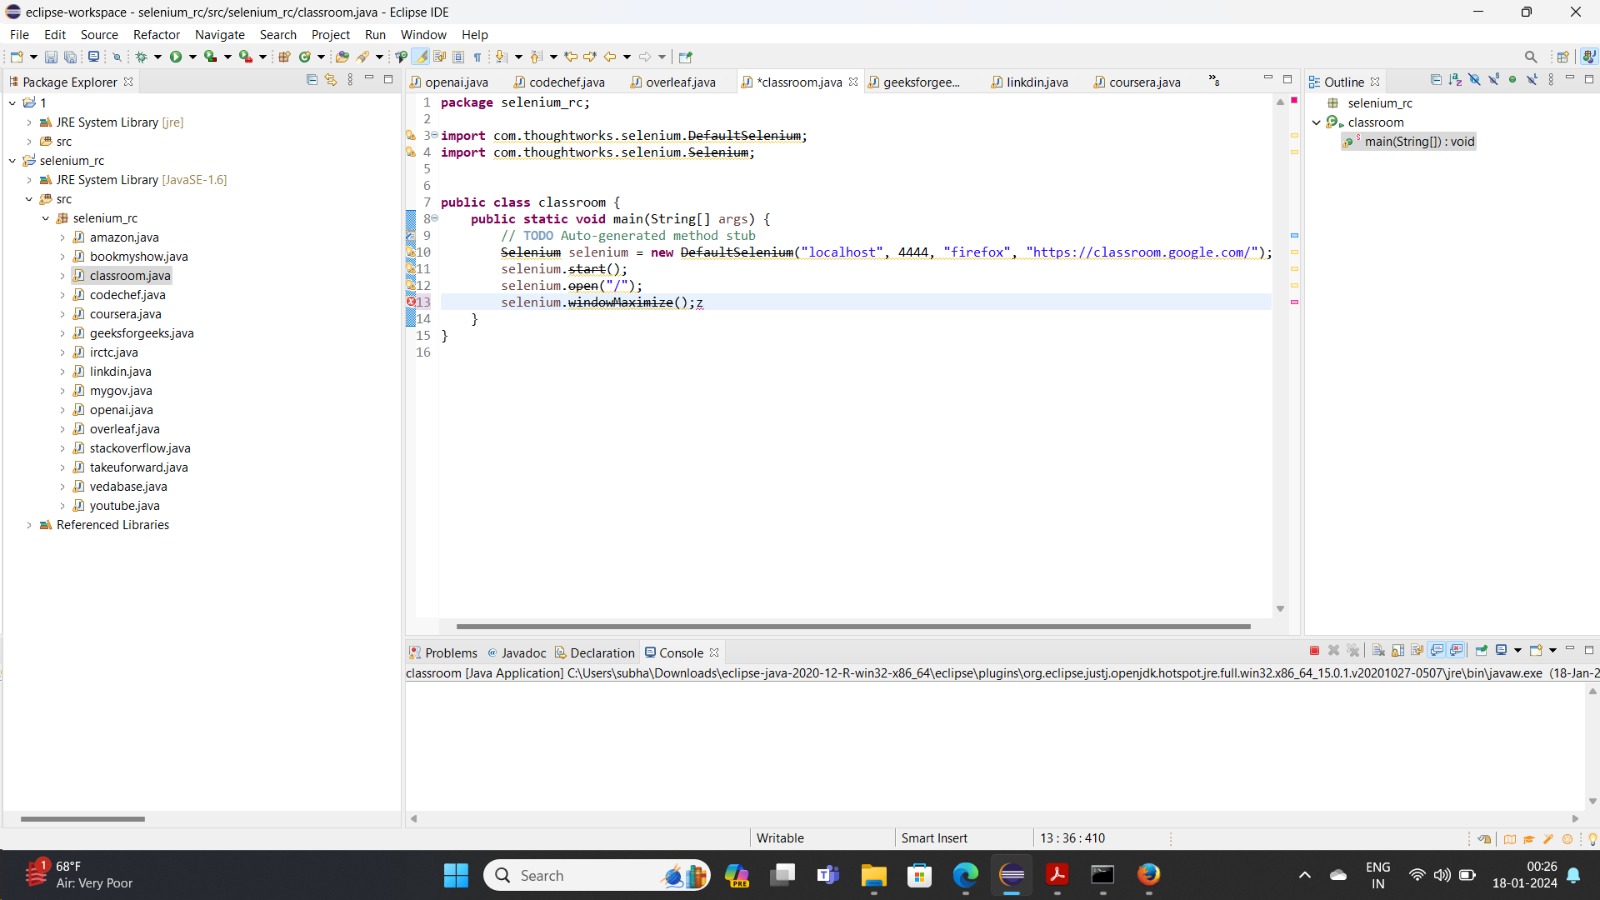 eclipse-workspace - selenium_rc/src/selenium_rc/classroom.java - Eclipse IDE
File Edit Source Refactor Navigate Search Project Run Window Help
Package Explorer
1
JRE System Library [jre]
src
selenium_rc
JRE System Library [JavaSE-1.6]
src
selenium_rc
amazon.java
bookmyshow.java
classroom.java
codechef.java
coursera.java
geeksforgeeks.java
irctc.java
linkdin.java
mygov.java
openai.java
overleaf.java
stackoverflow.java
takeuforward.java
vedabase.java
youtube.java
Referenced Libraries
openai.java codechef.java overleaf.java *classroom.java geeksforgee... linkdin.java coursera.java »8
1 package selenium_rc;
2
3 import com.thoughtworks.selenium.DefaultSelenium;
4 import com.thoughtworks.selenium.Selenium;
5
6
7 public class classroom {
8 public static void main(String[] args) {
9 // TODO Auto-generated method stub
10 Selenium selenium = new DefaultSelenium("localhost", 4444, "firefox", "https://classroom.google.com/");
11 selenium.start();
12 selenium.open("/");
13 selenium.windowMaximize();z
14 }
15 }
16
Outline
selenium_rc
classroom
main(String[]) : void
Problems @ Javadoc Declaration Console
classroom [Java Application] C:\Users\subha\Downloads\eclipse-java-2020-12-R-win32-x86_64\eclipse\plugins\org.eclipse.justj.openjdk.hotspot.jre.full.win32.x86_64_15.0.1.v20201027-0507\jre\bin\javaw.exe (18-Jan-2
Writable Smart Insert 13 : 36 : 410
1
68°F
Air: Very Poor
Search
PRE
ENG
IN
00:26
18-01-2024